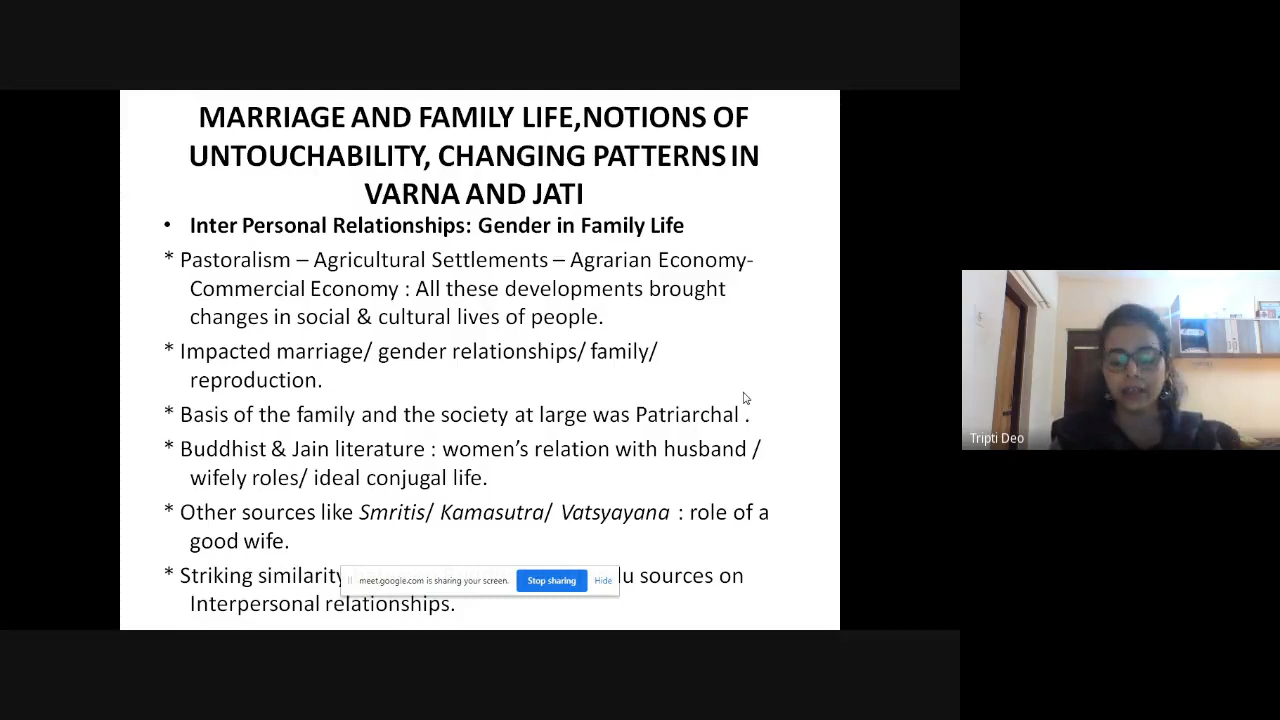 MARRIAGE AND FAMILY LIFE,NOTIONS OF
UNTOUCHABILITY, CHANGING PATTERNS IN
VARNA AND JATI
• Inter Personal Relationships: Gender in Family Life
* Pastoralism – Agricultural Settlements – Agrarian Economy-
Commercial Economy : All these developments brought
changes in social & cultural lives of people.
* Impacted marriage/ gender relationships/ family/
reproduction.
* Basis of the family and the society at large was Patriarchal .
* Buddhist & Jain literature : women’s relation with husband /
wifely roles/ ideal conjugal life.
* Other sources like Smritis/ Kamasutra/ Vatsyayana : role of a
good wife.
* Striking similarity sources on
meet.google.com is sharing your screen. Stop sharing Hide
Interpersonal relationships.
Tripti Deo